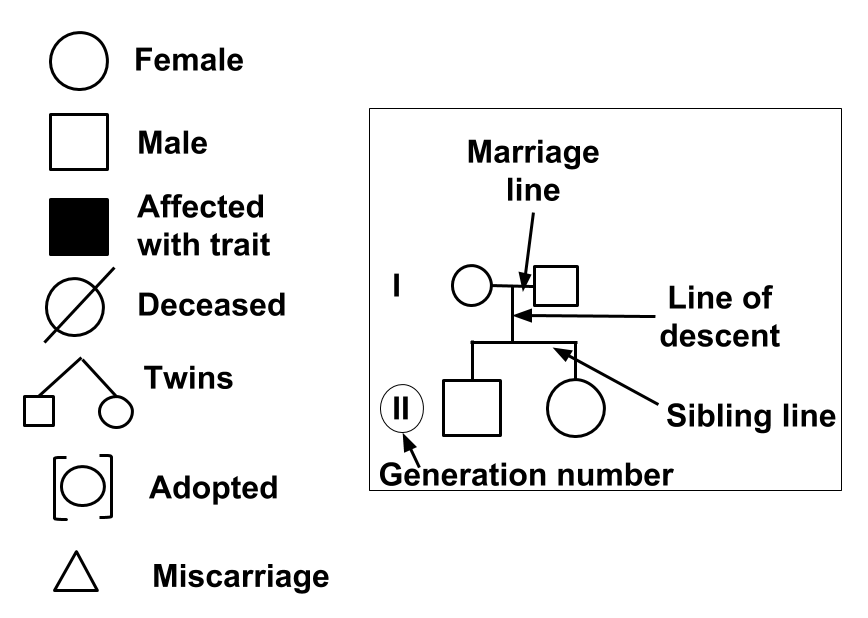 Female
Male
Affected
with trait
Deceased
Twins
Adopted
Miscarriage
Marriage
line
I
Line of
descent
II
Sibling line
Generation number